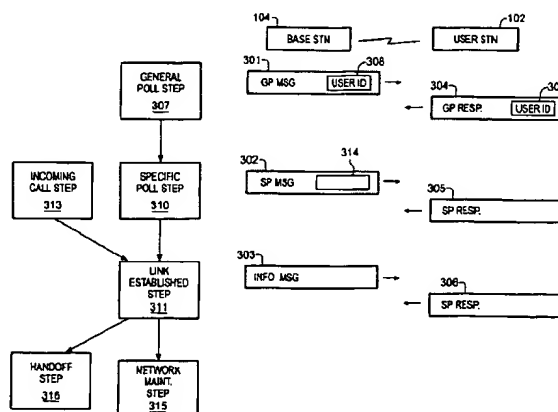 104
102
BASE STN
USER STN
301
308
GP MSG
USER ID
304
GP RESP.
USER ID
GENERAL
POLL STEP
307
302
314
SP MSG
305
SP RESP.
INCOMING
CALL STEP
313
SPECIFIC
POLL STEP
310
303
INFO MSG
306
SP RESP.
LINK
ESTABLISHED
STEP
311
HANDOFF
STEP
316
NETWORK
MAINT.
STEP
315